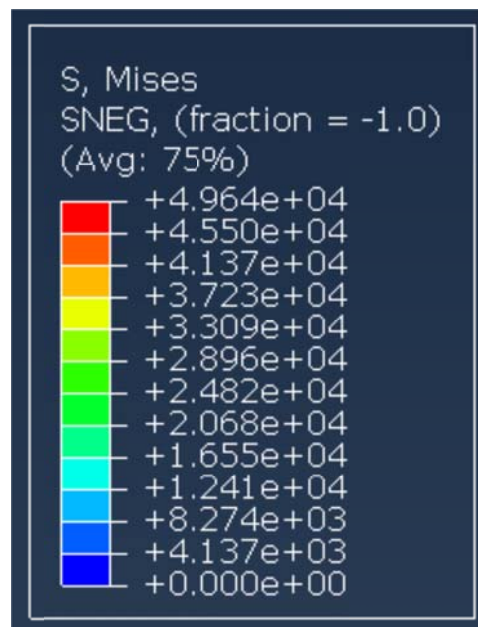 S, Mises
SNEG, (fraction = -1.0)
(Avg: 75%)
+4.964e+04
+4.550e+04
+4.137e+04
+3.723e+04
+3.309e+04
+2.896e+04
+2.482e+04
+2.068e+04
+1.655e+04
+1.241e+04
+8.274e+03
+4.137e+03
+0.000e+00